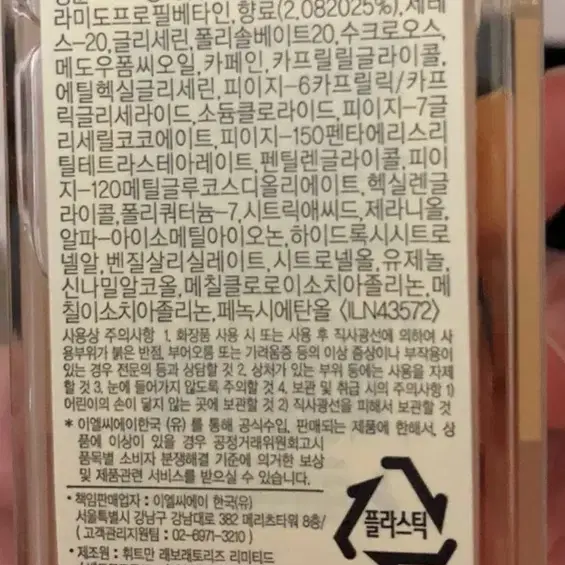 라미도프로필베타인, 향료(2.082025%), 세테
스-20,글리세린,폴리솔베이트20,수크로오스,
메도우폼씨오일,카페인,카프릴릴글라이콜,
에틸헥실글리세린,피이지-6카프릴릭/카프
릭글리세라이드,소듐클로라이드,피이지-7글
리세릴코코에이트,피이지-150펜타에리스리
틸테트라스테아레이트,펜틸렌글라이콜,피이
지-120메틸글루코스디올리에이트,헥실렌글
라이콜,폴리쿼터늄-7,시트릭애씨드,제라니올,
알파-아이소메틸아이오논,하이드록시시트로
넬알,벤질살리실레이트,시트로넬올,유제놀,
신나밀알코올,메칠클로로이소치아졸리논,메
칠이소치아졸리논,페녹시에탄올 <ILN43572>
사용상 주의사항 1. 화장품 사용 시 또는 사용 후 직사광선에 의하여 사
용부위가 붉은 반점, 부어오름 또는 가려움증 등의 이상 증상이나 부작용이
있는 경우 전문의 등과 상담할 것 2. 상처가 있는 부위 등에는 사용을 자제
할 것 3. 눈에 들어가지 않도록 주의할 것 4. 보관 및 취급 시의 주의사항 1)
어린이의 손이 닿지 않는 곳에 보관할 것 2) 직사광선을 피해서 보관할 것
* 이엘씨에이한국 (유) 를 통해 공식수입, 판매되는 제품에 한해서, 상
품에 이상이 있을 경우 공정거래위원회고시
품목별 소비자 분쟁해결 기준에 의거한 보상
및 제품관련 서비스를 받으실 수 있습니다.
• 책임판매업자 : 이엘씨에이 한국(유)
서울특별시 강남구 강남대로 382 메리츠타워 8층/
( 고객관리지원팀 : 02-6971-3210 )
• 제조원 : 휘트만 래보래토리즈 리미티드
플라스틱